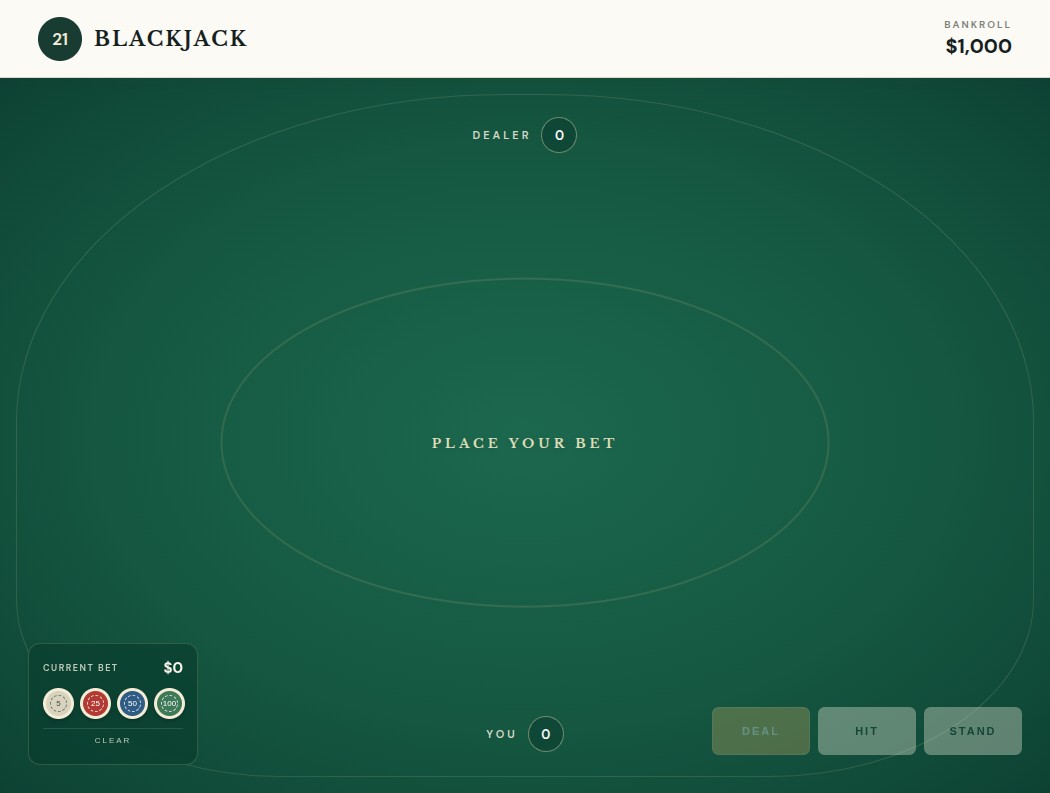 21 BLACKJACK
BANKROLL
$1,000
DEALER 0
PLACE YOUR BET
CURRENT BET $0
5 25 50 100
CLEAR
YOU 0
DEAL HIT STAND